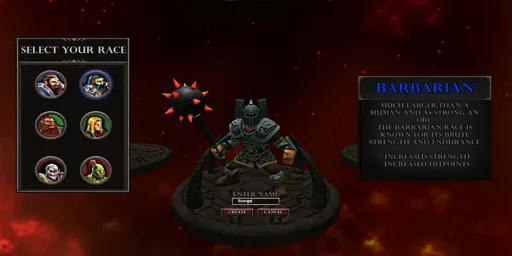 SELECT YOUR RACE
BARBARIAN
MUCH LARGER THAN A
HUMAN AND AS STRONG AN
ORC
THE BARBARIAN RACE IS
KNOWN FOR ITS BRUTE
STRENGTH AND ENDURANCE
- INCREASED STRENGTH
- INCREASED HITPOINTS
ENTER NAME
Scorge
CREATE
CANCEL